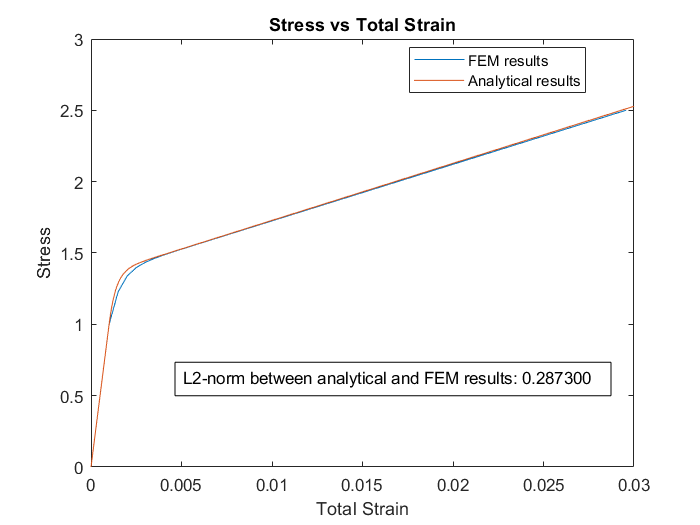 Stress vs Total Strain
3
FEM results
Analytical results
2.5
2
1.5
Stress
1
L2-norm between analytical and FEM results: 0.287300
0.5
0
0 0.005 0.01 0.015 0.02 0.025 0.03
Total Strain